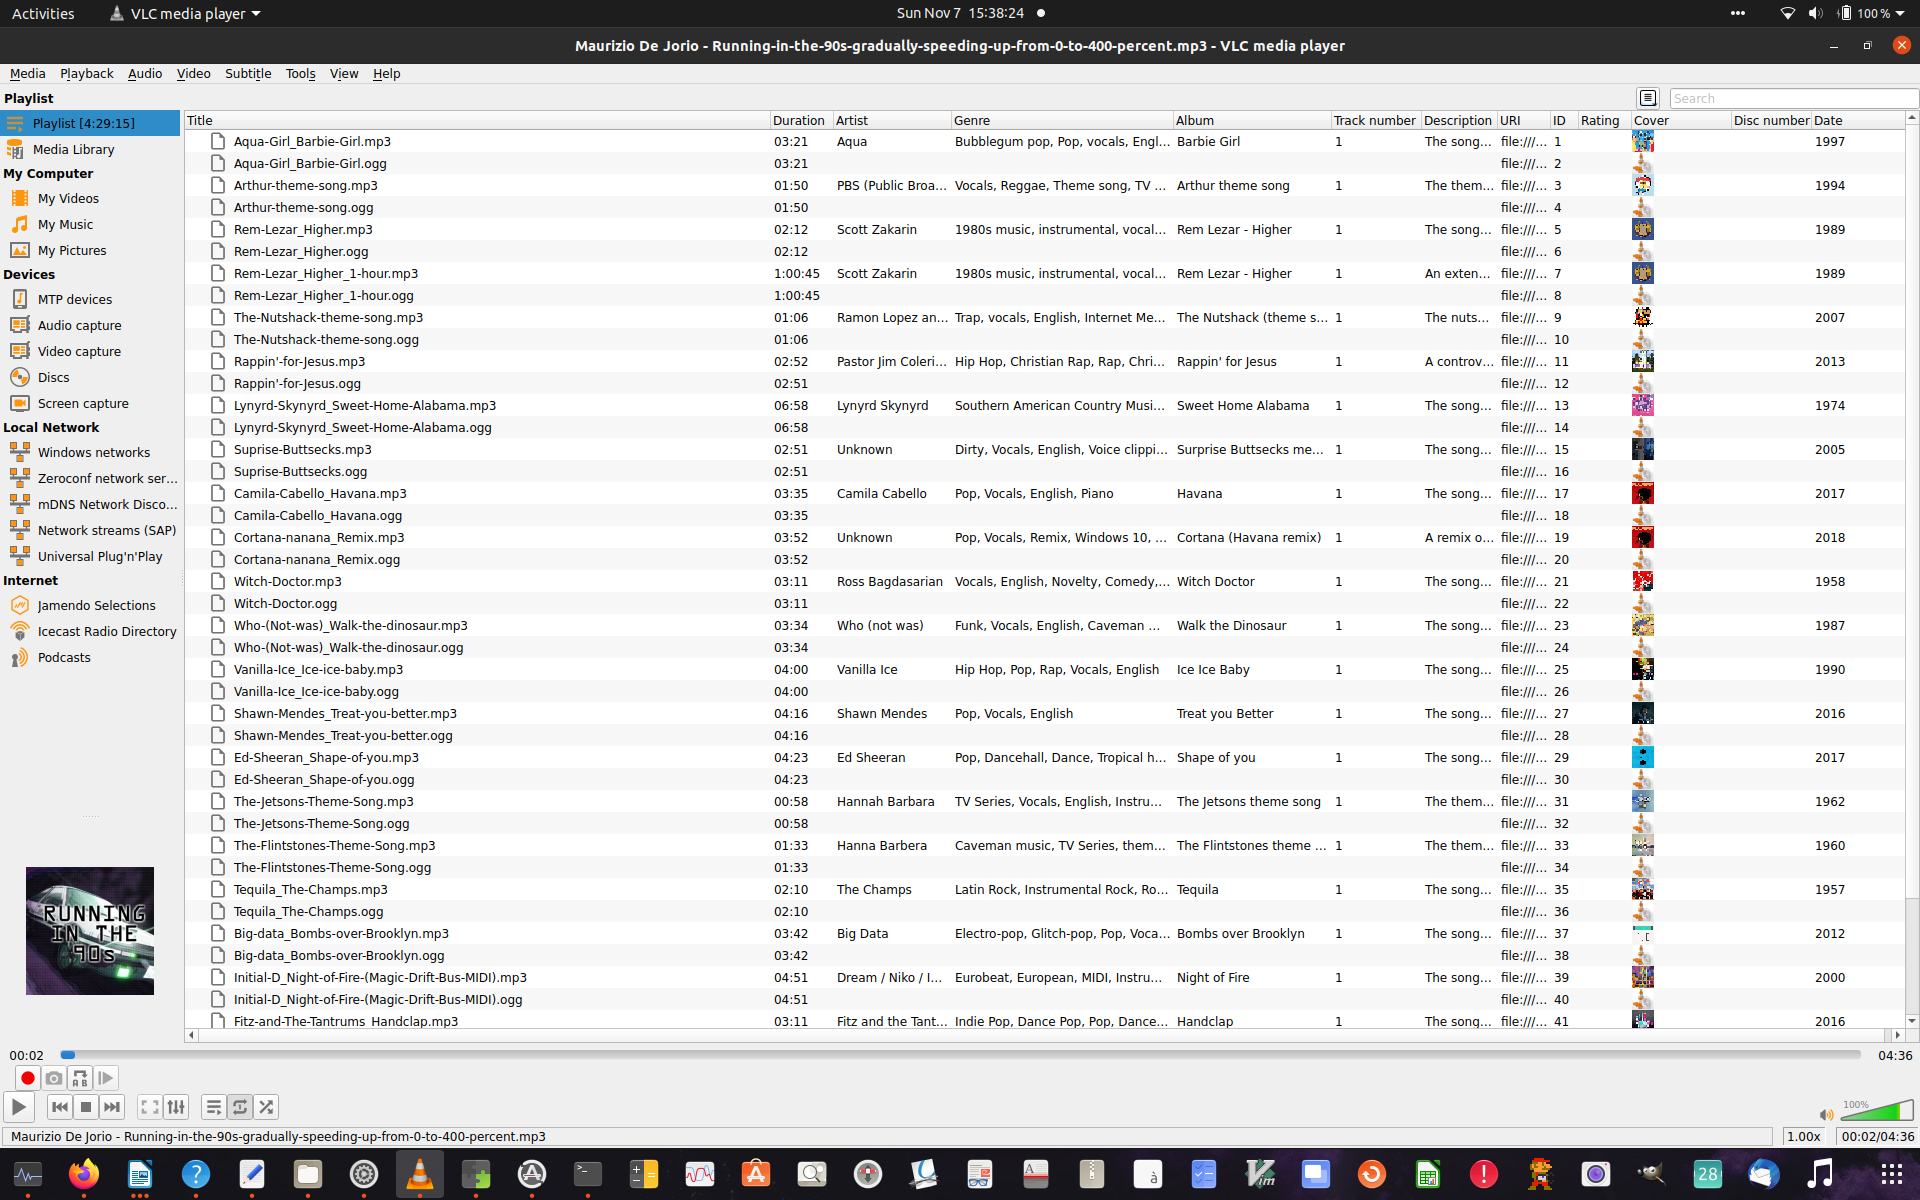 Activities VLC media player Sun Nov 7 15:38:24 100 %
Maurizio De Jorio - Running-in-the-90s-gradually-speeding-up-from-0-to-400-percent.mp3 - VLC media player
Media Playback Audio Video Subtitle Tools View Help
Playlist
Search
Playlist [4:29:15]
Media Library
My Computer
My Videos
My Music
My Pictures
Devices
MTP devices
Audio capture
Video capture
Discs
Screen capture
Local Network
Windows networks
Zeroconf network ser...
mDNS Network Disco...
Network streams (SAP)
Universal Plug'n'Play
Internet
Jamendo Selections
Icecast Radio Directory
Podcasts
RUNNING
IN THE
90s
Title Duration Artist Genre Album Track number Description URI ID Rating Cover Disc number Date
Aqua-Girl_Barbie-Girl.mp3 03:21 Aqua Bubblegum pop, Pop, vocals, Engl... Barbie Girl 1 The song... file:///... 1 1997
Aqua-Girl_Barbie-Girl.ogg 03:21 file:///... 2
Arthur-theme-song.mp3 01:50 PBS (Public Broa... Vocals, Reggae, Theme song, TV ... Arthur theme song 1 The them... file:///... 3 1994
Arthur-theme-song.ogg 01:50 file:///... 4
Rem-Lezar_Higher.mp3 02:12 Scott Zakarin 1980s music, instrumental, vocal... Rem Lezar - Higher 1 The song... file:///... 5 1989
Rem-Lezar_Higher.ogg 02:12 file:///... 6
Rem-Lezar_Higher_1-hour.mp3 1:00:45 Scott Zakarin 1980s music, instrumental, vocal... Rem Lezar - Higher 1 An exten... file:///... 7 1989
Rem-Lezar_Higher_1-hour.ogg 1:00:45 file:///... 8
The-Nutshack-theme-song.mp3 01:06 Ramon Lopez an... Trap, vocals, English, Internet Me... The Nutshack (theme s... 1 The nuts... file:///... 9 2007
The-Nutshack-theme-song.ogg 01:06 file:///... 10
Rappin'-for-Jesus.mp3 02:52 Pastor Jim Coleri... Hip Hop, Christian Rap, Rap, Chri... Rappin' for Jesus 1 A controv... file:///... 11 2013
Rappin'-for-Jesus.ogg 02:51 file:///... 12
Lynyrd-Skynyrd_Sweet-Home-Alabama.mp3 06:58 Lynyrd Skynyrd Southern American Country Musi... Sweet Home Alabama 1 The song... file:///... 13 1974
Lynyrd-Skynyrd_Sweet-Home-Alabama.ogg 06:58 file:///... 14
Suprise-Buttsecks.mp3 02:51 Unknown Dirty, Vocals, English, Voice clippi... Surprise Buttsecks me... 1 The song... file:///... 15 2005
Suprise-Buttsecks.ogg 02:51 file:///... 16
Camila-Cabello_Havana.mp3 03:35 Camila Cabello Pop, Vocals, English, Piano Havana 1 The song... file:///... 17 2017
Camila-Cabello_Havana.ogg 03:35 file:///... 18
Cortana-nanana_Remix.mp3 03:52 Unknown Pop, Vocals, Remix, Windows 10, ... Cortana (Havana remix) 1 A remix o... file:///... 19 2018
Cortana-nanana_Remix.ogg 03:52 file:///... 20
Witch-Doctor.mp3 03:11 Ross Bagdasarian Vocals, English, Novelty, Comedy,... Witch Doctor 1 The song... file:///... 21 1958
Witch-Doctor.ogg 03:11 file:///... 22
Who-(Not-was)_Walk-the-dinosaur.mp3 03:34 Who (not was) Funk, Vocals, English, Caveman ... Walk the Dinosaur 1 The song... file:///... 23 1987
Who-(Not-was)_Walk-the-dinosaur.ogg 03:34 file:///... 24
Vanilla-Ice_Ice-ice-baby.mp3 04:00 Vanilla Ice Hip Hop, Pop, Rap, Vocals, English Ice Ice Baby 1 The song... file:///... 25 1990
Vanilla-Ice_Ice-ice-baby.ogg 04:00 file:///... 26
Shawn-Mendes_Treat-you-better.mp3 04:16 Shawn Mendes Pop, Vocals, English Treat you Better 1 The song... file:///... 27 2016
Shawn-Mendes_Treat-you-better.ogg 04:16 file:///... 28
Ed-Sheeran_Shape-of-you.mp3 04:23 Ed Sheeran Pop, Dancehall, Dance, Tropical h... Shape of you 1 The song... file:///... 29 2017
Ed-Sheeran_Shape-of-you.ogg 04:23 file:///... 30
The-Jetsons-Theme-Song.mp3 00:58 Hannah Barbara TV Series, Vocals, English, Instru... The Jetsons theme song 1 The them... file:///... 31 1962
The-Jetsons-Theme-Song.ogg 00:58 file:///... 32
The-Flintstones-Theme-Song.mp3 01:33 Hanna Barbera Caveman music, TV Series, them... The Flintstones theme ... 1 The them... file:///... 33 1960
The-Flintstones-Theme-Song.ogg 01:33 file:///... 34
Tequila_The-Champs.mp3 02:10 The Champs Latin Rock, Instrumental Rock, Ro... Tequila 1 The song... file:///... 35 1957
Tequila_The-Champs.ogg 02:10 file:///... 36
Big-data_Bombs-over-Brooklyn.mp3 03:42 Big Data Electro-pop, Glitch-pop, Pop, Voca... Bombs over Brooklyn 1 The song... file:///... 37 2012
Big-data_Bombs-over-Brooklyn.ogg 03:42 file:///... 38
Initial-D_Night-of-Fire-(Magic-Drift-Bus-MIDI).mp3 04:51 Dream / Niko / I... Eurobeat, European, MIDI, Instru... Night of Fire 1 The song... file:///... 39 2000
Initial-D_Night-of-Fire-(Magic-Drift-Bus-MIDI).ogg 04:51 file:///... 40
Fitz-and-The-Tantrums_Handclap.mp3 03:11 Fitz and the Tant... Indie Pop, Dance Pop, Pop, Dance... Handclap 1 The song... file:///... 41 2016
00:02 04:36
A B
100%
Maurizio De Jorio - Running-in-the-90s-gradually-speeding-up-from-0-to-400-percent.mp3 1.00x 00:02/04:36
28